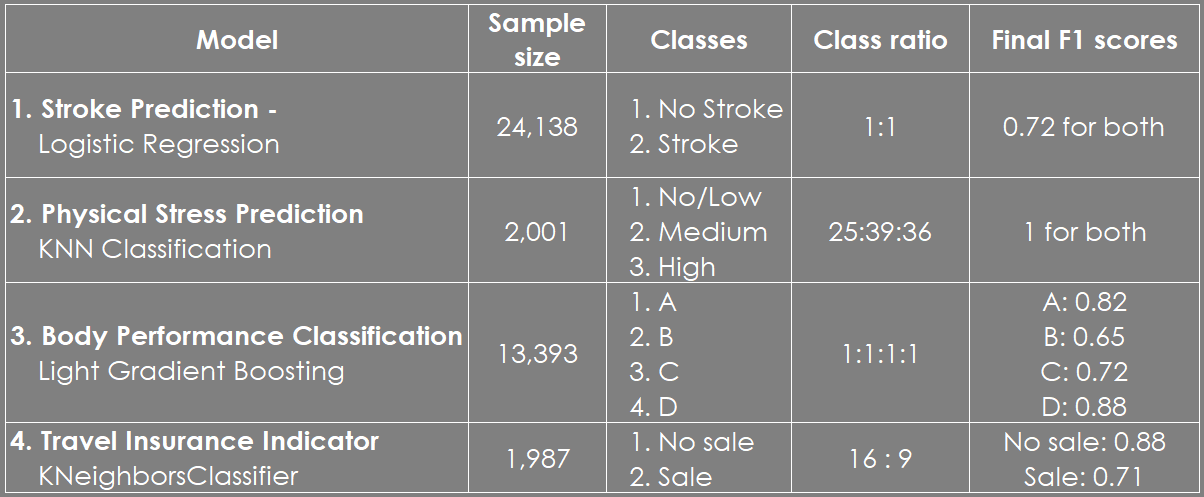 Model
Sample
size
Classes
Class ratio
Final F1 scores
1. Stroke Prediction -
Logistic Regression
24,138
1. No Stroke
2. Stroke
1:1
0.72 for both
2. Physical Stress Prediction
KNN Classification
2,001
1. No/Low
2. Medium
3. High
25:39:36
1 for both
3. Body Performance Classification
Light Gradient Boosting
13,393
1. A
2. B
3. C
4. D
1:1:1:1
A: 0.82
B: 0.65
C: 0.72
D: 0.88
4. Travel Insurance Indicator
KNeighborsClassifier
1,987
1. No sale
2. Sale
16 : 9
No sale: 0.88
Sale: 0.71